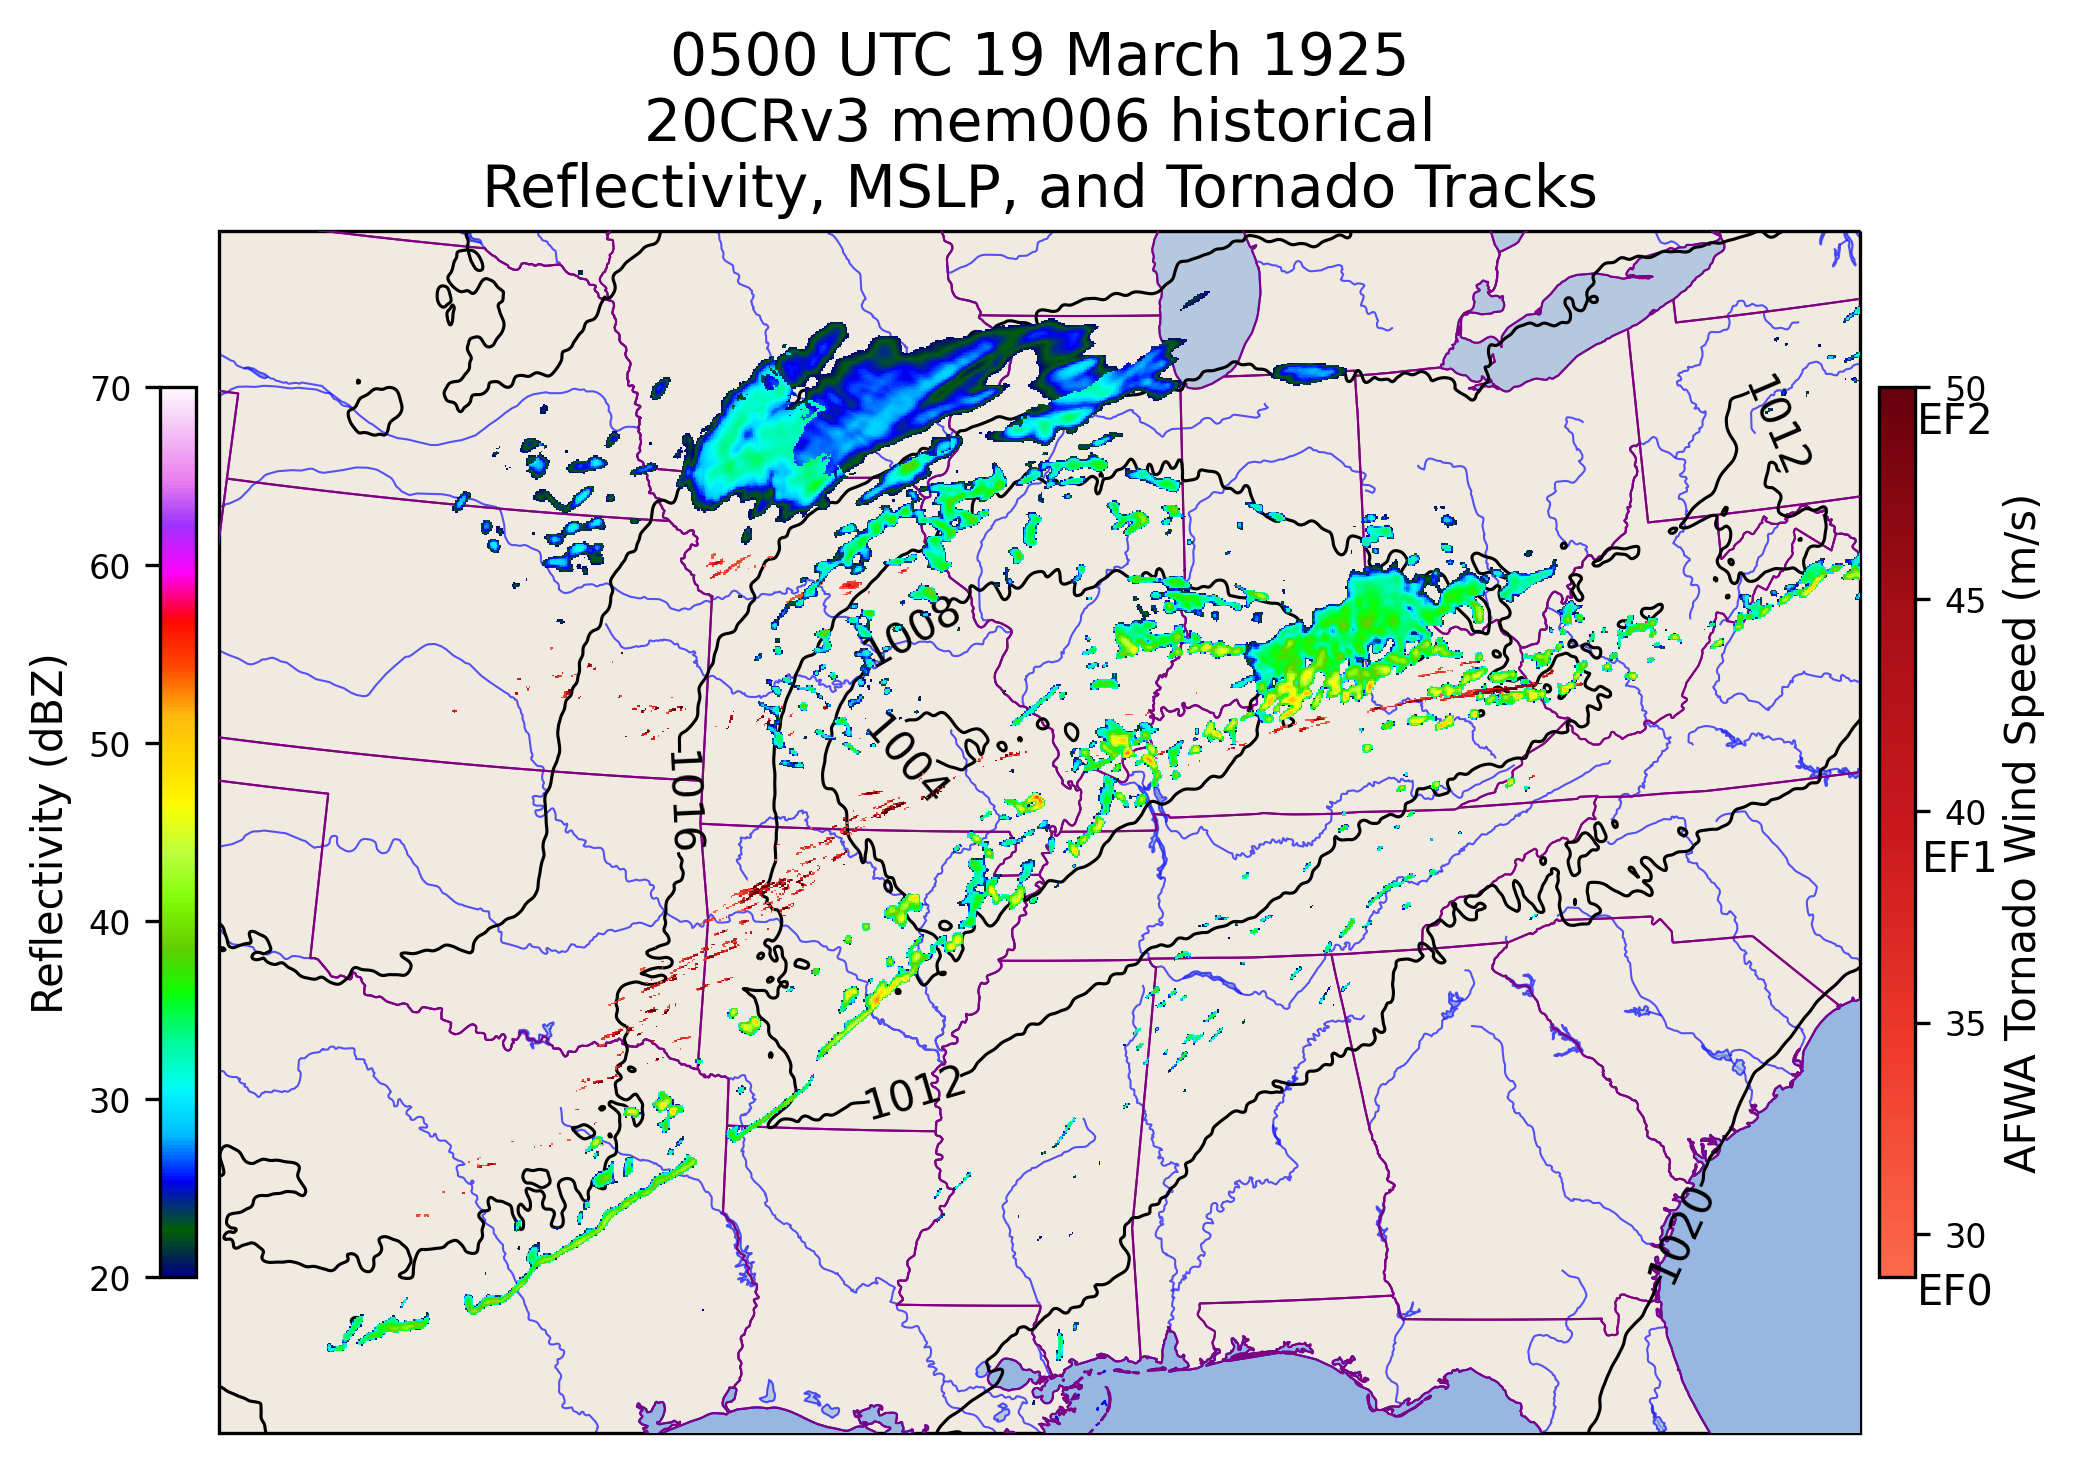 0500 UTC 19 March 1925
20CRv3 mem006 historical
Reflectivity, MSLP, and Tornado Tracks
70
60
50
40
30
20
Reflectivity (dBZ)
1012
1008
1004
1016
1012
1020
50
EF2
45
40
EF1
35
30
EF0
AFWA Tornado Wind Speed (m/s)